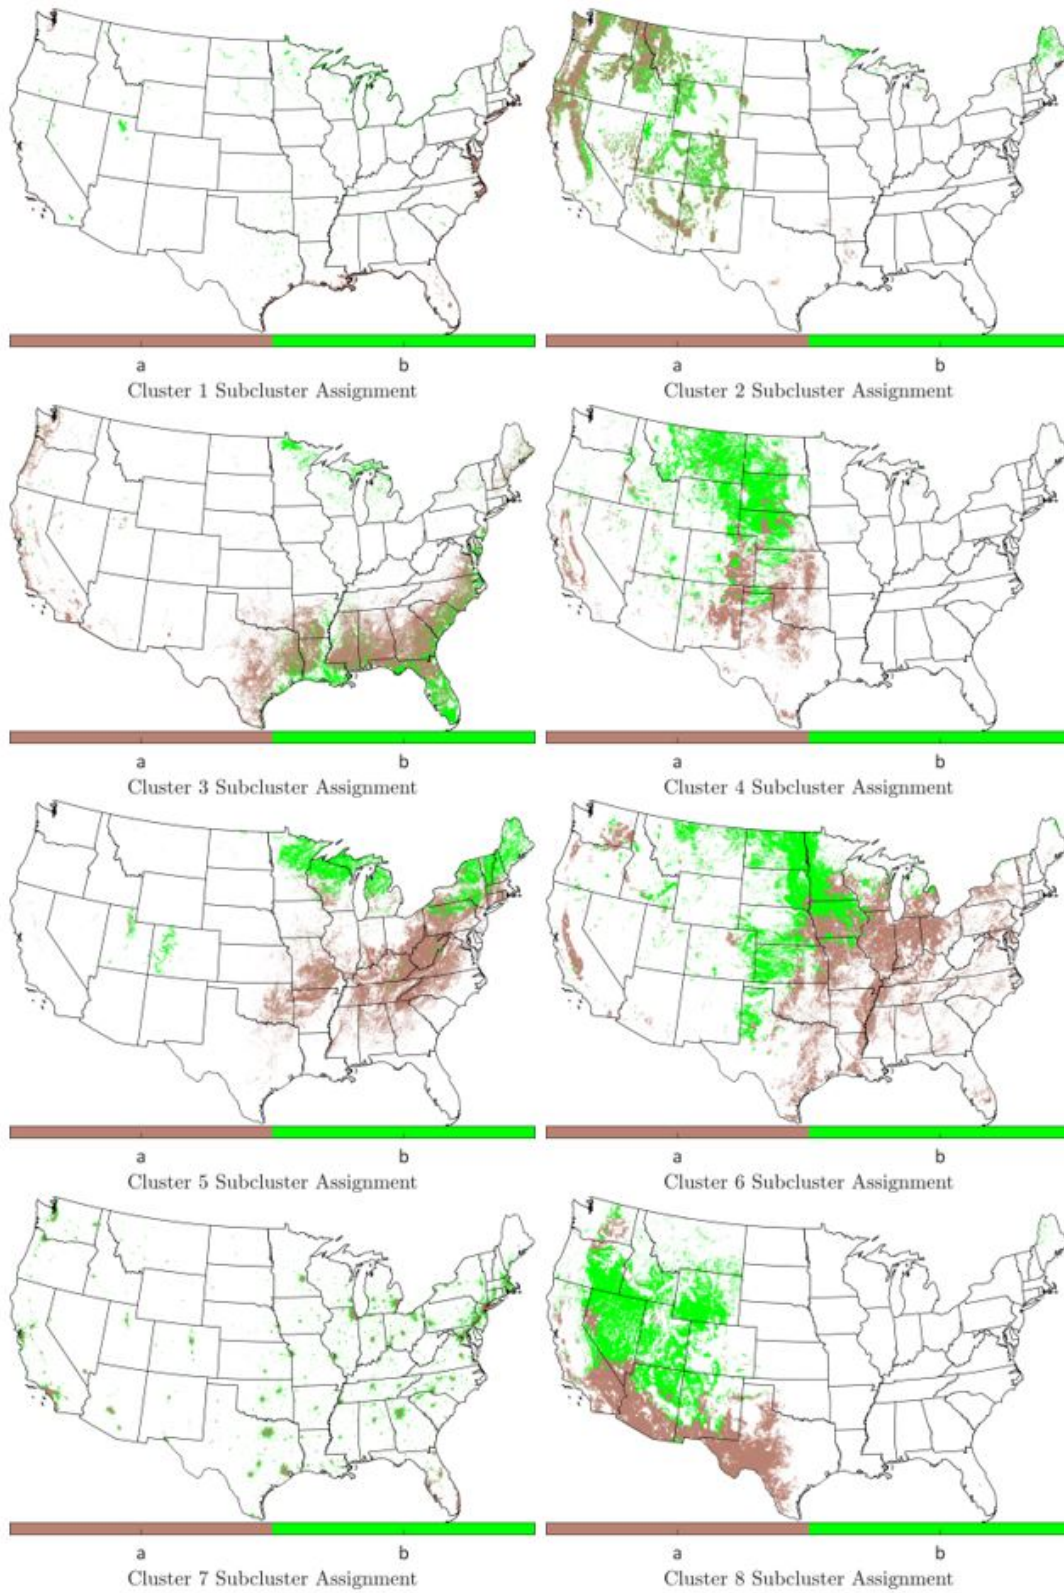 a b
Cluster 1 Subcluster Assignment
a b
Cluster 2 Subcluster Assignment
a b
Cluster 3 Subcluster Assignment
a b
Cluster 4 Subcluster Assignment
a b
Cluster 5 Subcluster Assignment
a b
Cluster 6 Subcluster Assignment
a b
Cluster 7 Subcluster Assignment
a b
Cluster 8 Subcluster Assignment